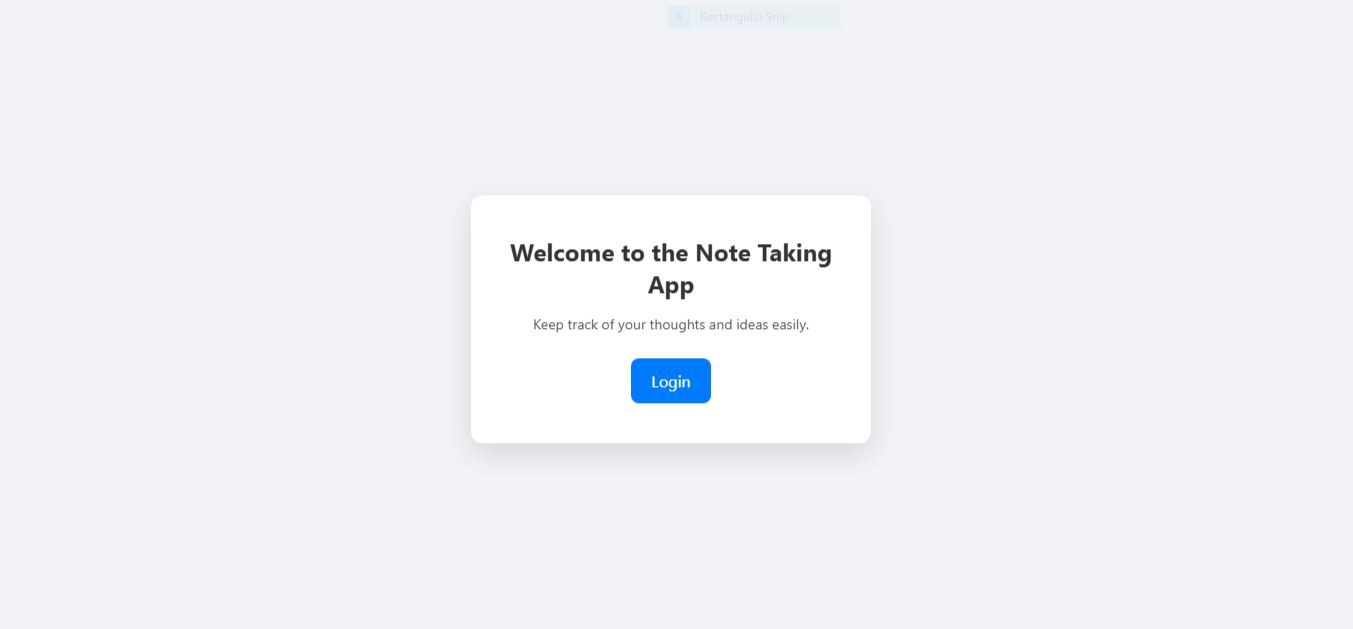 Rectangular Snip
Welcome to the Note Taking
App
Keep track of your thoughts and ideas easily.
Login